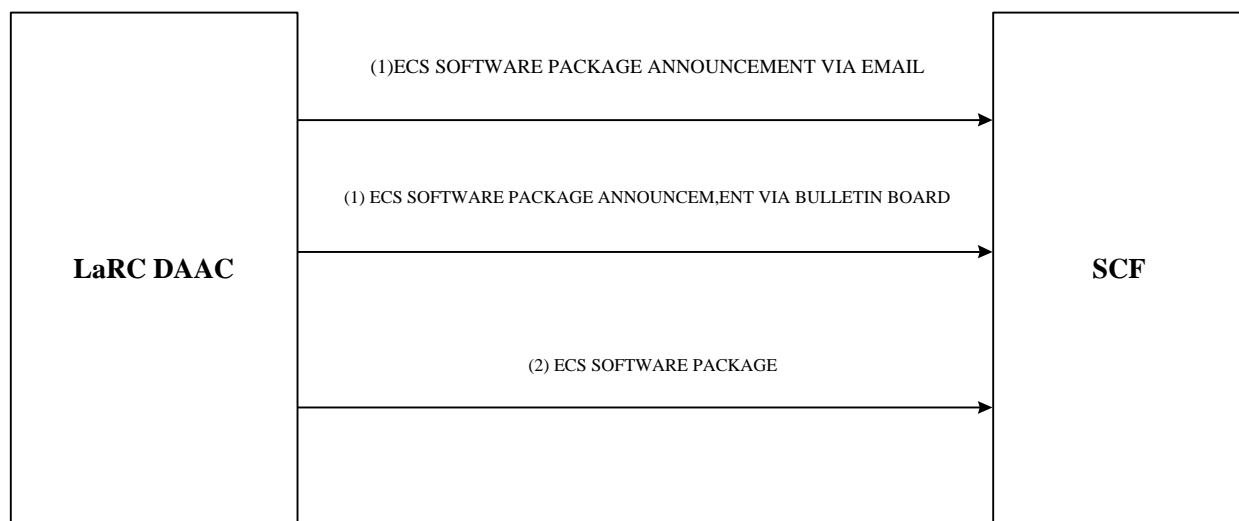 (1)ECS SOFTWARE PACKAGE ANNOUNCEMENT VIA EMAIL
(1) ECS SOFTWARE PACKAGE ANNOUNCEM,ENT VIA BULLETIN BOARD
LaRC DAAC
SCF
(2) ECS SOFTWARE PACKAGE